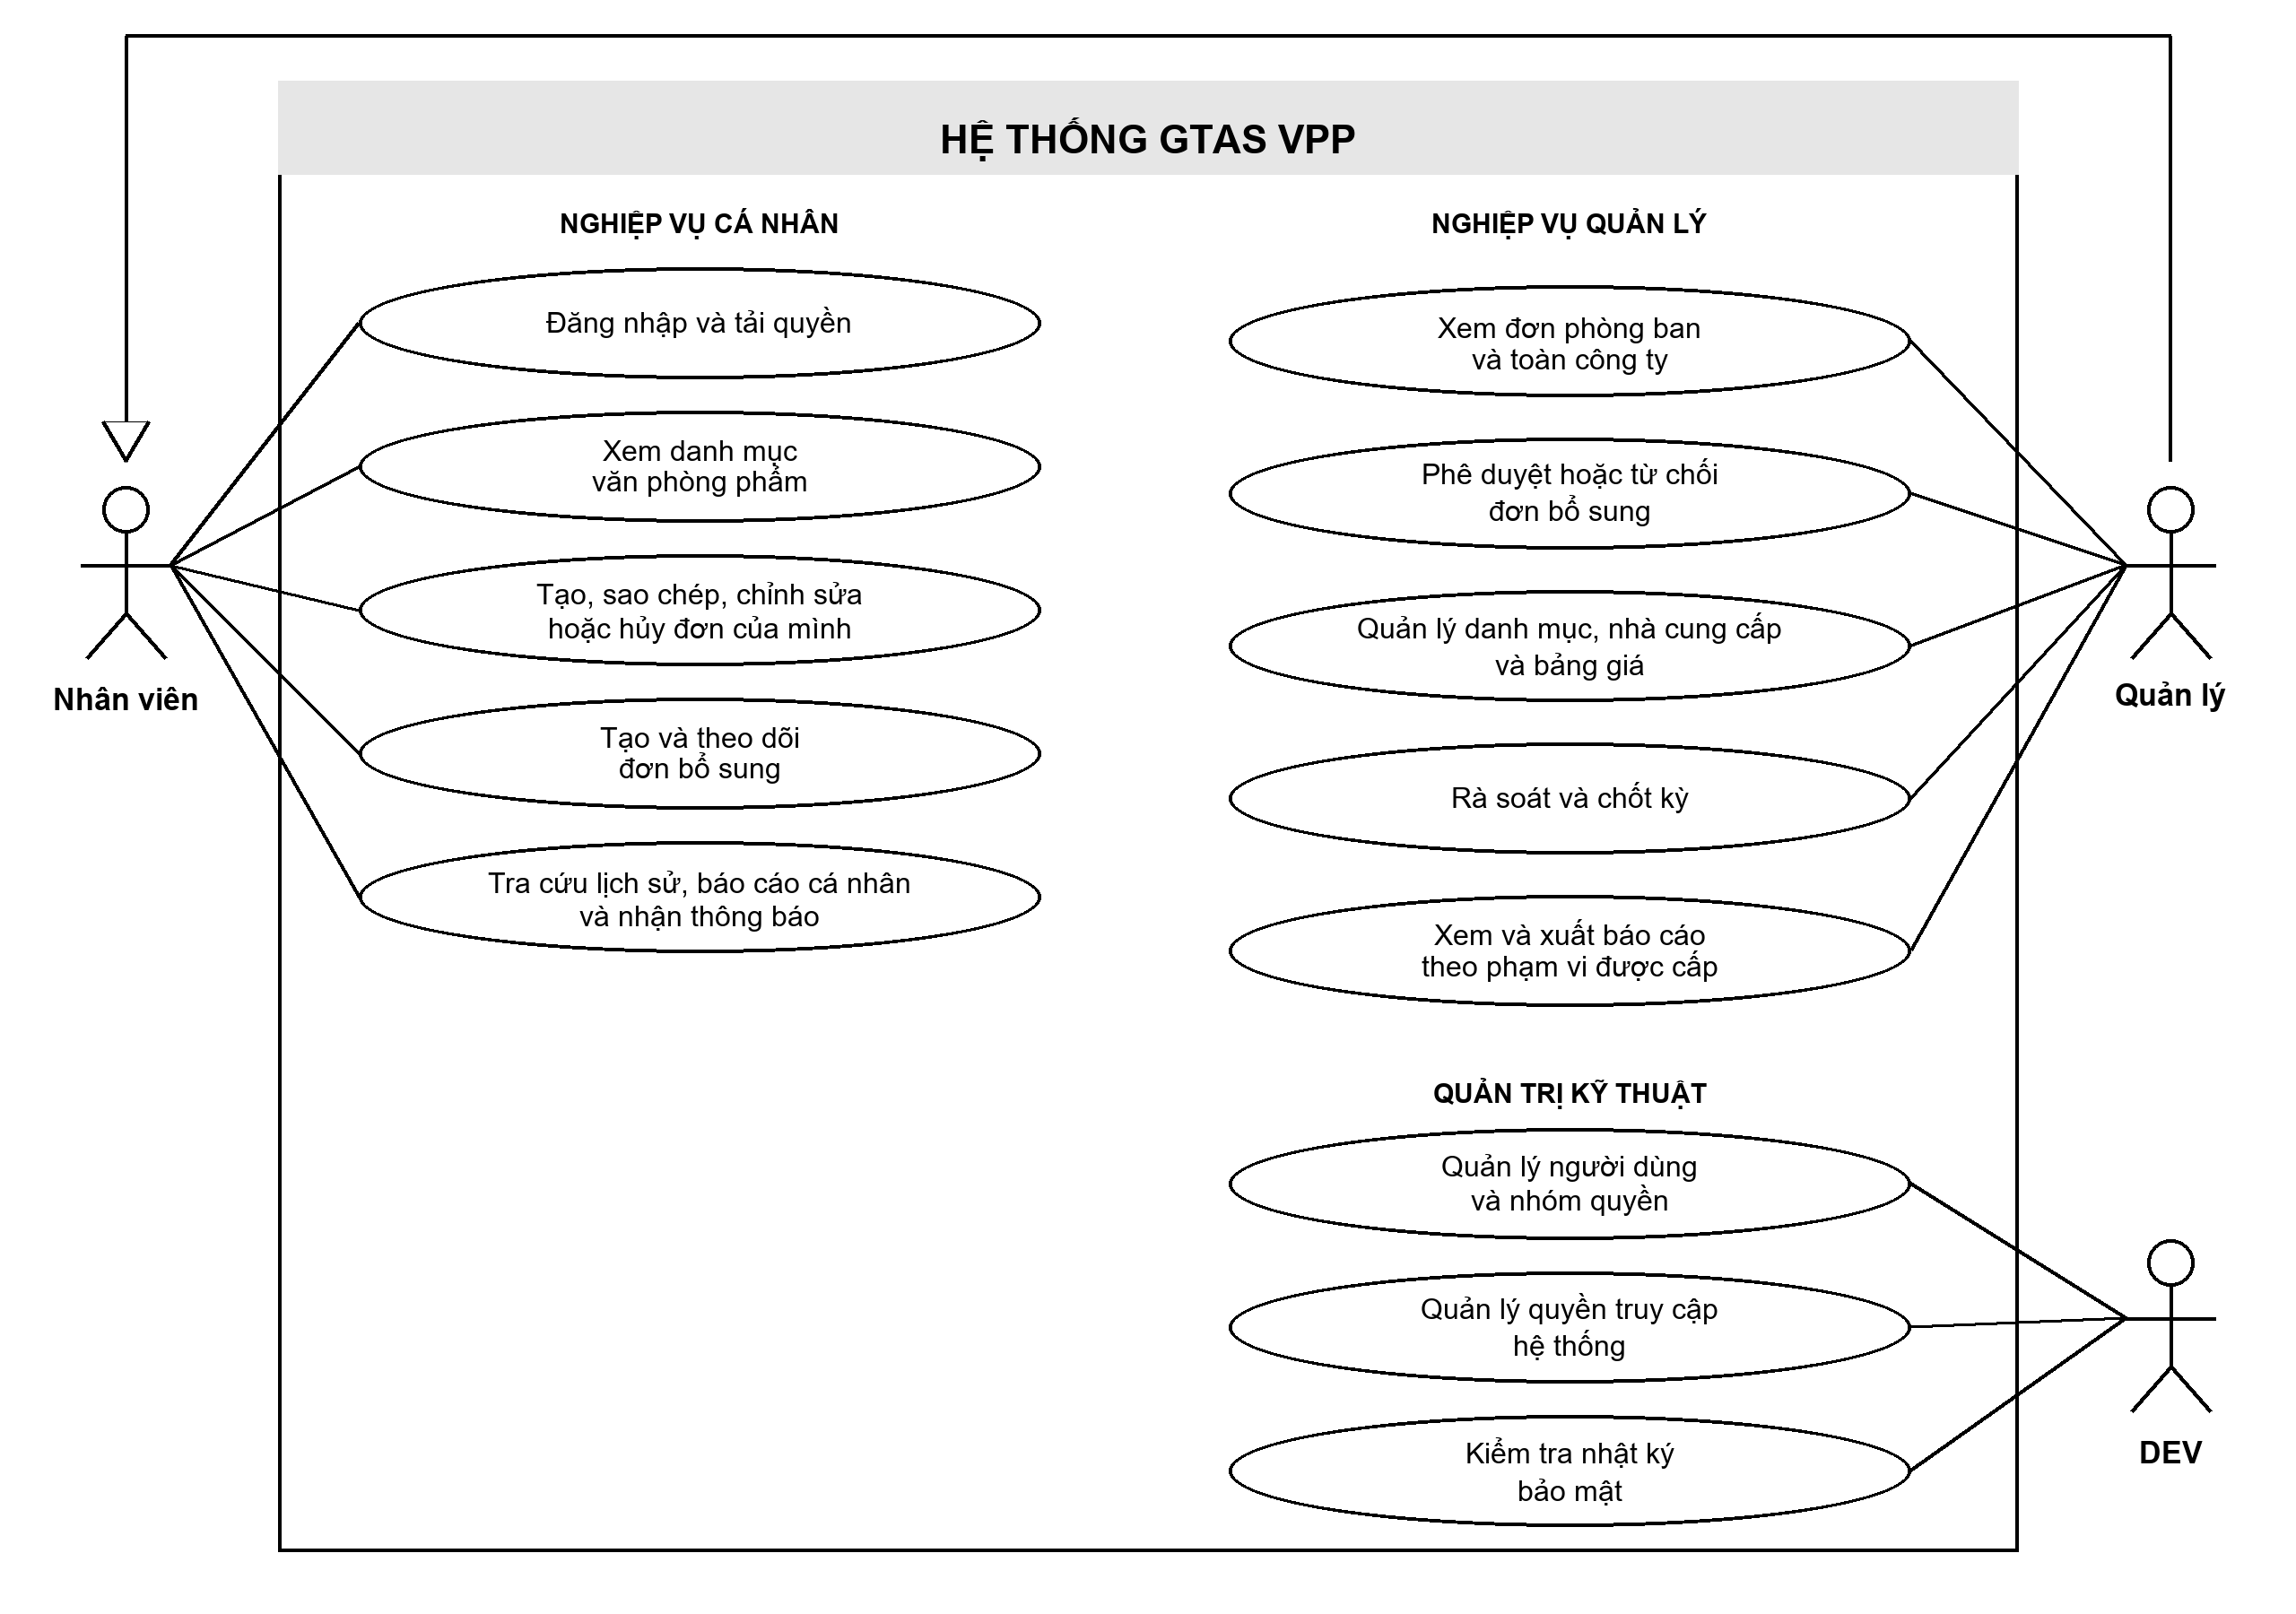 HỆ THỐNG GTAS VPP
NGHIỆP VỤ CÁ NHÂN
Đăng nhập và tải quyền
Xem danh mục
văn phòng phẩm
Tạo, sao chép, chỉnh sửa
hoặc hủy đơn của mình
Tạo và theo dõi
đơn bổ sung
Tra cứu lịch sử, báo cáo cá nhân
và nhận thông báo
Nhân viên
NGHIỆP VỤ QUẢN LÝ
Xem đơn phòng ban
và toàn công ty
Phê duyệt hoặc từ chối
đơn bổ sung
Quản lý danh mục, nhà cung cấp
và bảng giá
Rà soát và chốt kỳ
Xem và xuất báo cáo
theo phạm vi được cấp
Quản lý
QUẢN TRỊ KỸ THUẬT
Quản lý người dùng
và nhóm quyền
Quản lý quyền truy cập
hệ thống
Kiểm tra nhật ký
bảo mật
DEV